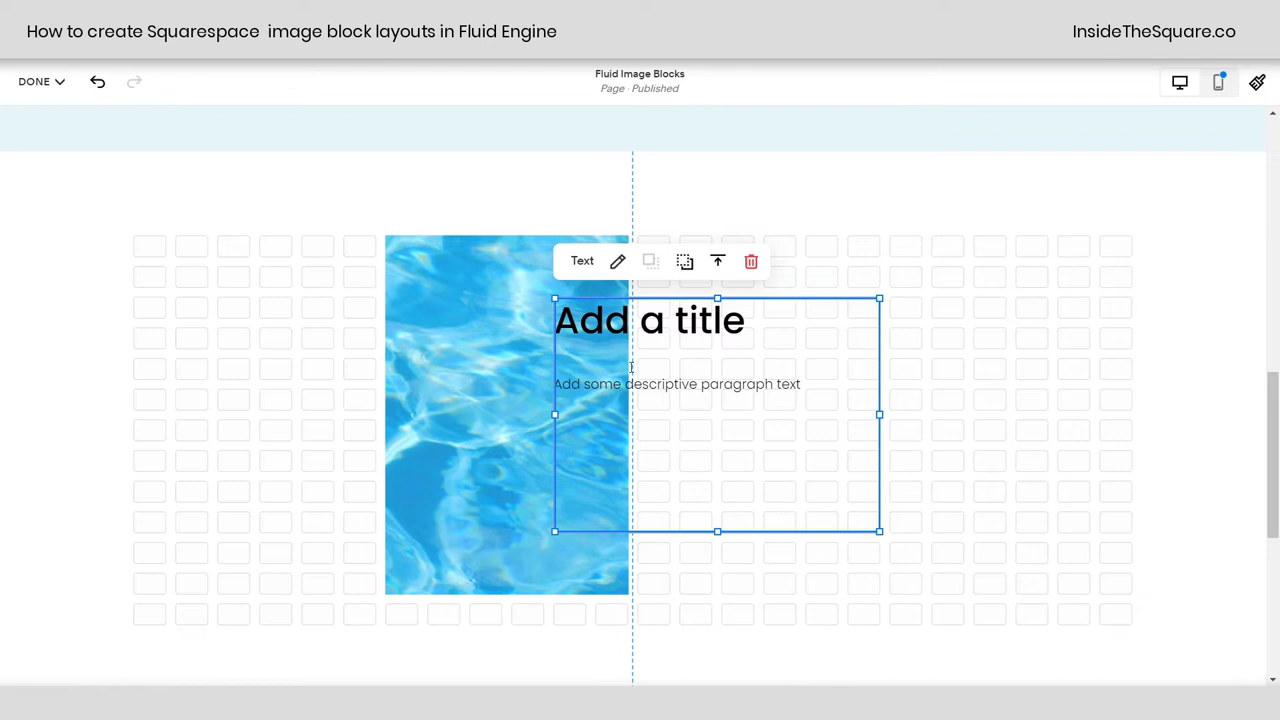 How to create Squarespace  image block layouts in Fluid Engine
InsideTheSquare.co
DONE
Fluid Image Blocks
Page · Published
Text
Add a title
Add some descriptive paragraph text